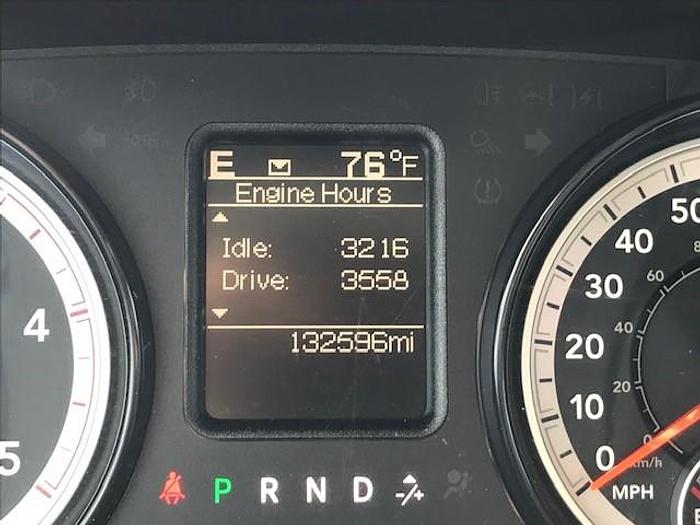 E 76°F
Engine Hours
Idle: 3216
Drive: 3558
132596mi
4
5
50
40
30
20
10
0
MPH
60
40
20
0
km/h
P R N D -/+